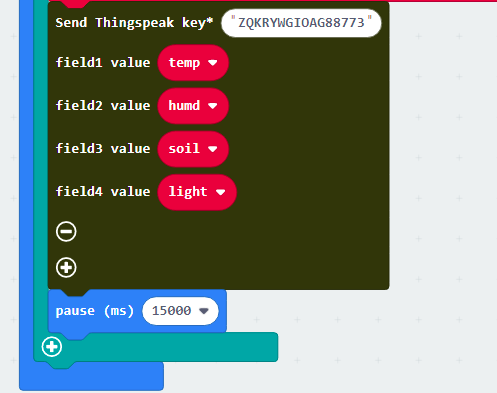 Send Thingspeak key* "ZQKRYWGIOAG88773"
field1 value temp
field2 value humd
field3 value soil
field4 value light
pause (ms) 15000